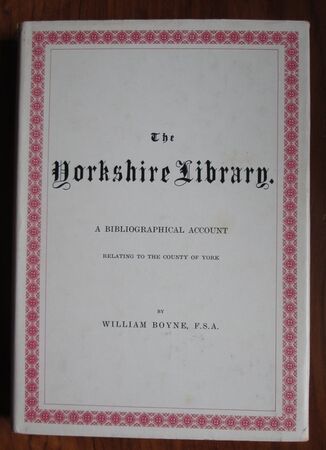 The
Yorkshire Library.
A BIBLIOGRAPHICAL ACCOUNT
RELATING TO THE COUNTY OF YORK
BY
WILLIAM BOYNE, F.S.A.